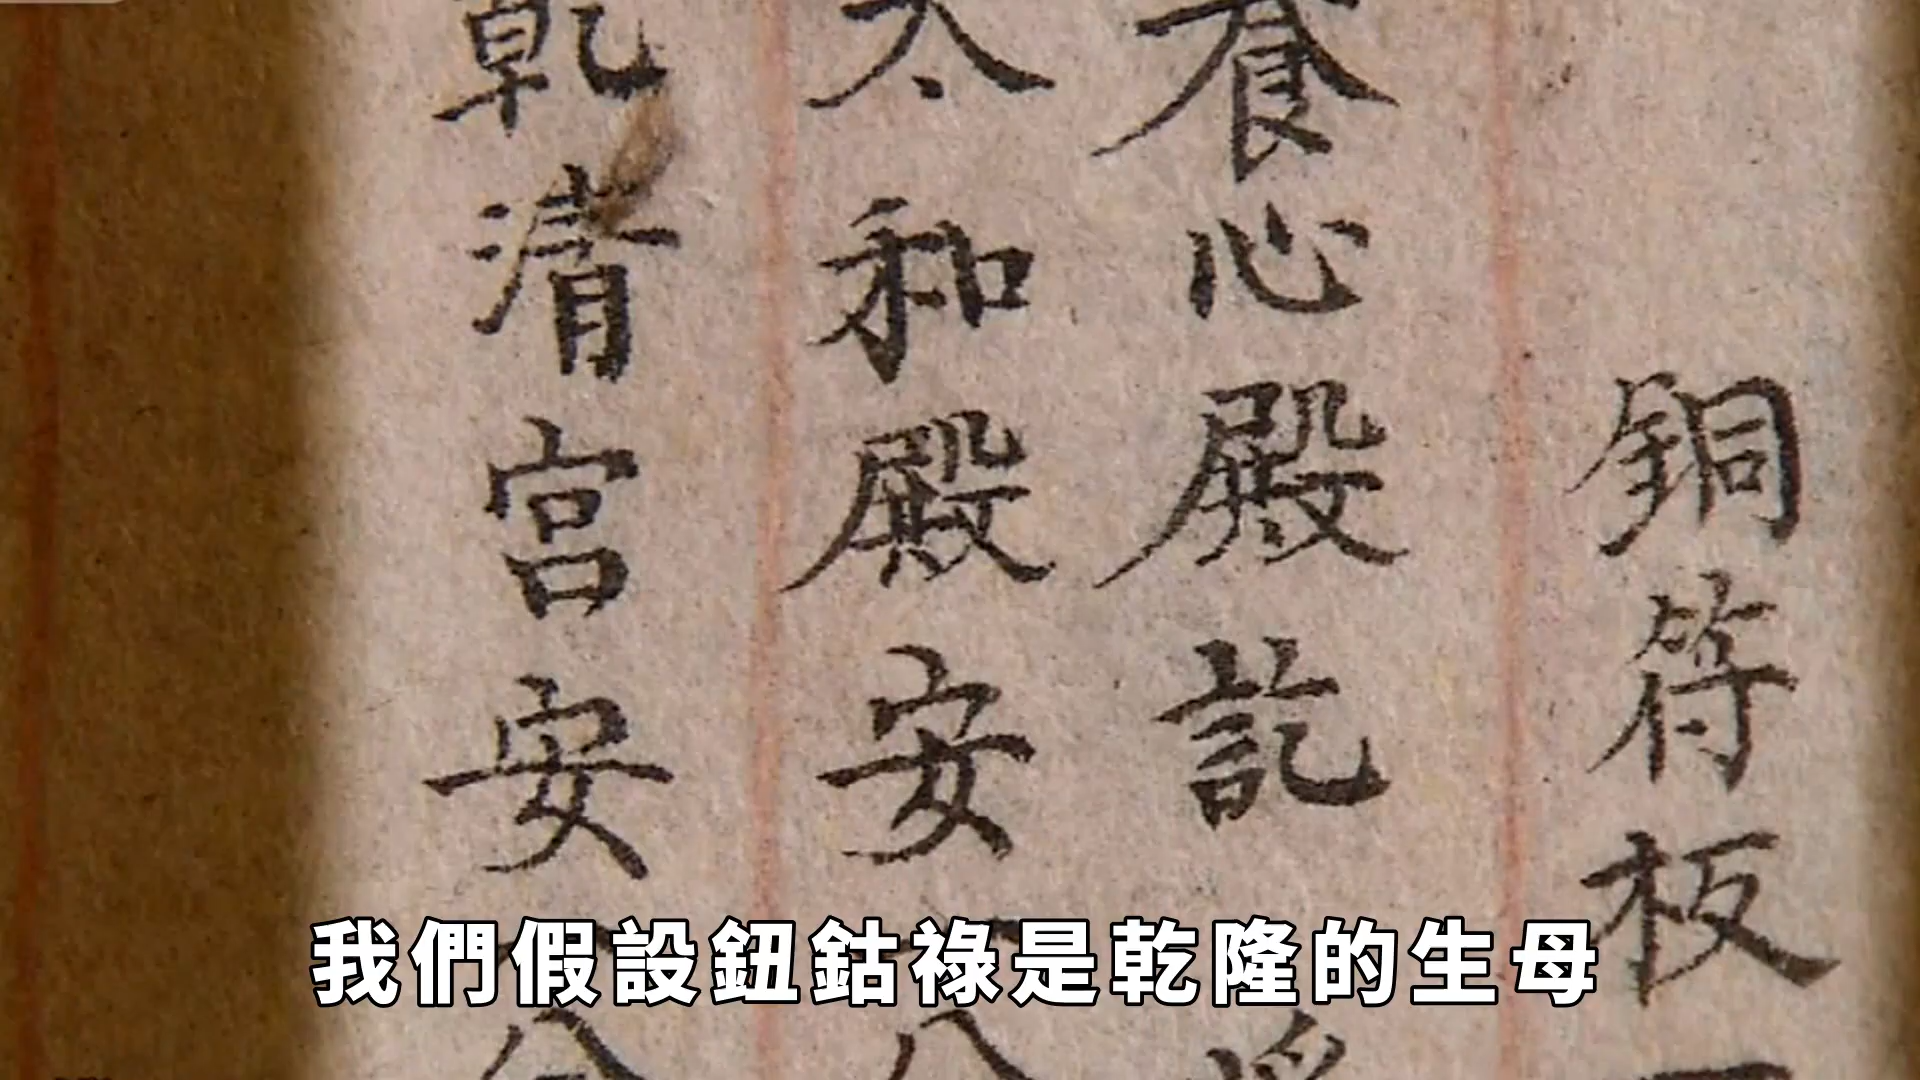 銅符板
養心殿訖
太和殿安
乾清宮安
我們假設鈕鈷祿是乾隆的生母